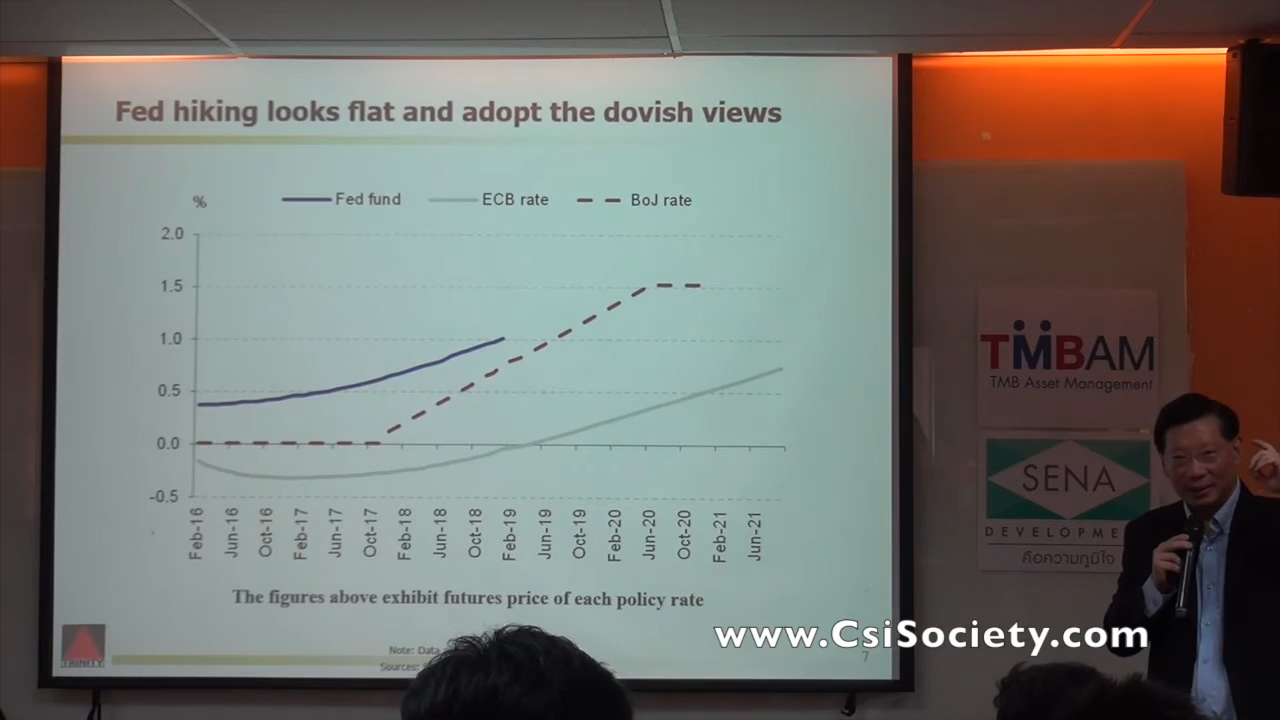 Fed hiking looks flat and adopt the dovish views
%
Fed fund
ECB rate
BoJ rate
2.0
1.5
1.0
0.5
0.0
-0.5
Feb-16
Jun-16
Oct-16
Feb-17
Jun-17
Oct-17
Feb-18
Jun-18
Oct-18
Feb-19
Jun-19
Oct-19
Feb-20
Jun-20
Oct-20
Feb-21
Jun-21
The figures above exhibit futures price of each policy rate
Note: Data
Sources:
7
TRINITY
TMBAM
TMB Asset Management
SENA
DEVELOPME
คือความภูมิใจ
www.CsiSociety.com